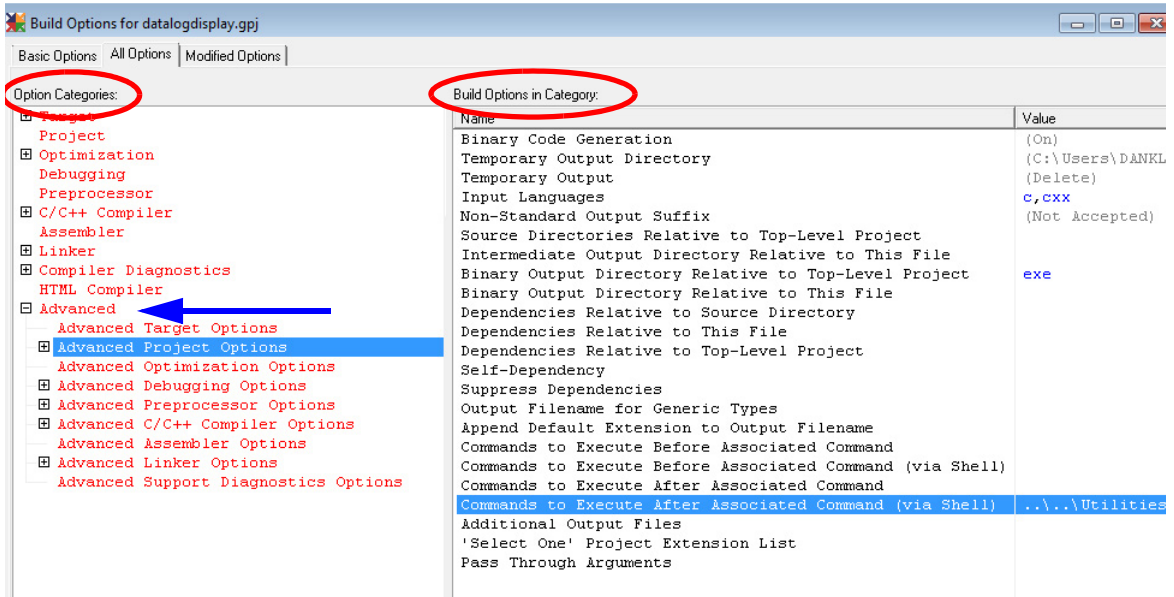 Build Options for datalogdisplay.gpj
Basic Options All Options Modified Options
Option Categories:
Target
Project
Optimization
Debugging
Preprocessor
C/C++ Compiler
Assembler
Linker
Compiler Diagnostics
HTML Compiler
Advanced
Advanced Target Options
Advanced Project Options
Advanced Optimization Options
Advanced Debugging Options
Advanced Preprocessor Options
Advanced C/C++ Compiler Options
Advanced Assembler Options
Advanced Linker Options
Advanced Support Diagnostics Options
Build Options in Category:
Name Value
Binary Code Generation (On)
Temporary Output Directory (C:\Users\DANKL
Temporary Output (Delete)
Input Languages c,cxx
Non-Standard Output Suffix (Not Accepted)
Source Directories Relative to Top-Level Project
Intermediate Output Directory Relative to This File
Binary Output Directory Relative to Top-Level Project exe
Binary Output Directory Relative to This File
Dependencies Relative to Source Directory
Dependencies Relative to This File
Dependencies Relative to Top-Level Project
Self-Dependency
Suppress Dependencies
Output Filename for Generic Types
Append Default Extension to Output Filename
Commands to Execute Before Associated Command
Commands to Execute Before Associated Command (via Shell)
Commands to Execute After Associated Command
Commands to Execute After Associated Command (via Shell) ..\..\Utilities
Additional Output Files
'Select One' Project Extension List
Pass Through Arguments